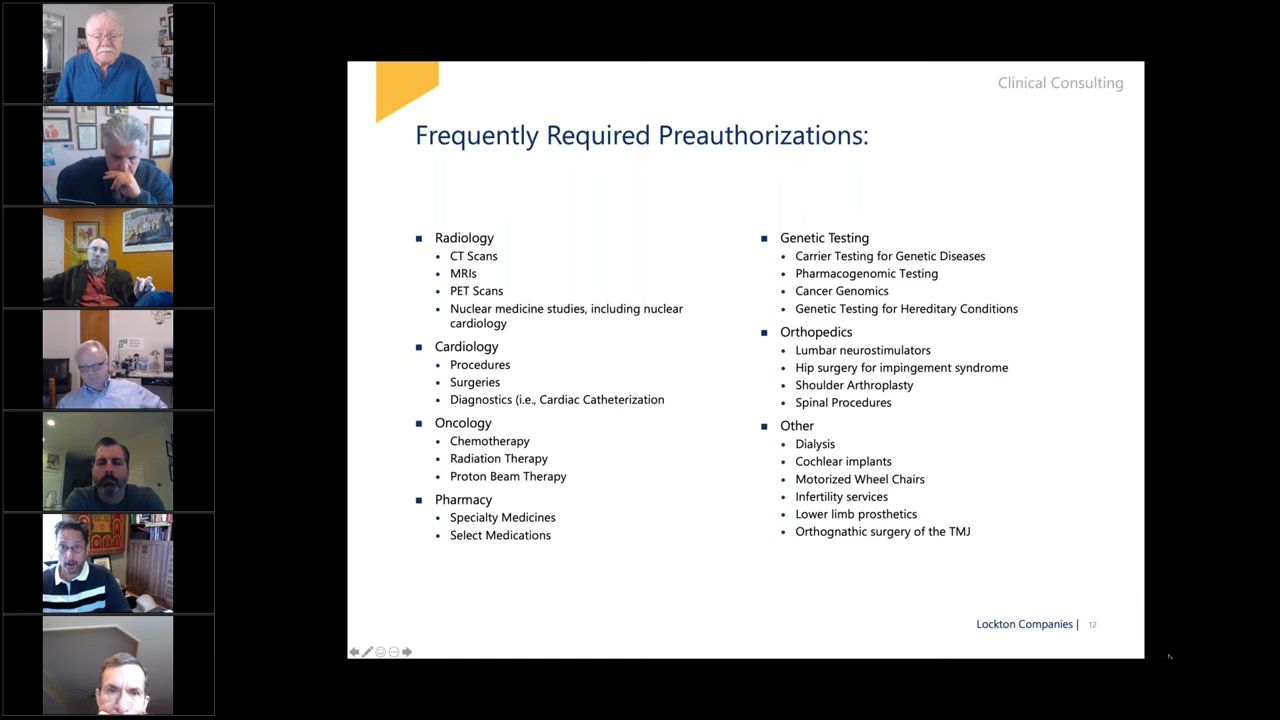 Clinical Consulting
Frequently Required Preauthorizations:
Radiology
CT Scans
MRIs
PET Scans
Nuclear medicine studies, including nuclear
cardiology
Cardiology
Procedures
Surgeries
Diagnostics (i.e., Cardiac Catheterization
Oncology
Chemotherapy
Radiation Therapy
Proton Beam Therapy
Pharmacy
Specialty Medicines
Select Medications
Genetic Testing
Carrier Testing for Genetic Diseases
Pharmacogenomic Testing
Cancer Genomics
Genetic Testing for Hereditary Conditions
Orthopedics
Lumbar neurostimulators
Hip surgery for impingement syndrome
Shoulder Arthroplasty
Spinal Procedures
Other
Dialysis
Cochlear implants
Motorized Wheel Chairs
Infertility services
Lower limb prosthetics
Orthognathic surgery of the TMJ
Lockton Companies | 12